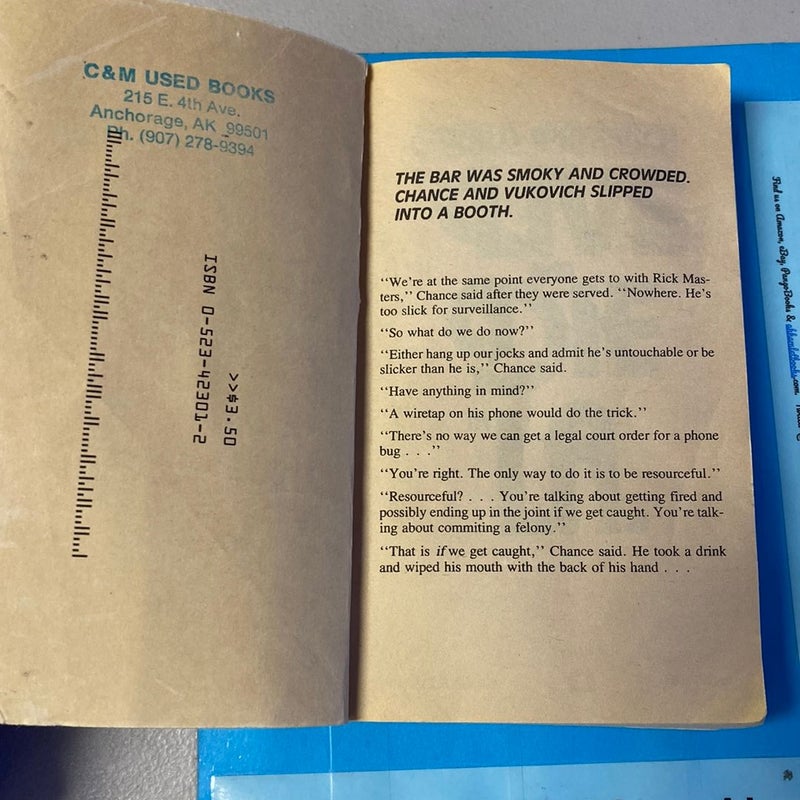 C&M USED BOOKS
215 E. 4th Ave.
Anchorage, AK 99501
Ph. (907) 278-9394
ISBN 0-523-42301-2
>>$3.50
THE BAR WAS SMOKY AND CROWDED.
CHANCE AND VUKOVICH SLIPPED
INTO A BOOTH.
‘‘We’re at the same point everyone gets to with Rick Mas-
ters,’’ Chance said after they were served. ‘‘Nowhere. He’s
too slick for surveillance.’’
‘‘So what do we do now?’’
‘‘Either hang up our jocks and admit he’s untouchable or be
slicker than he is,’’ Chance said.
‘‘Have anything in mind?’’
‘‘A wiretap on his phone would do the trick.’’
‘‘There’s no way we can get a legal court order for a phone
bug . . .’’
‘‘You’re right. The only way to do it is to be resourceful.’’
‘‘Resourceful? . . . You’re talking about getting fired and
possibly ending up in the joint if we get caught. You’re talk-
ing about commiting a felony.’’
‘‘That is if we get caught,’’ Chance said. He took a drink
and wiped his mouth with the back of his hand . . .
Find us on Amazon, eBay, PangoBooks &